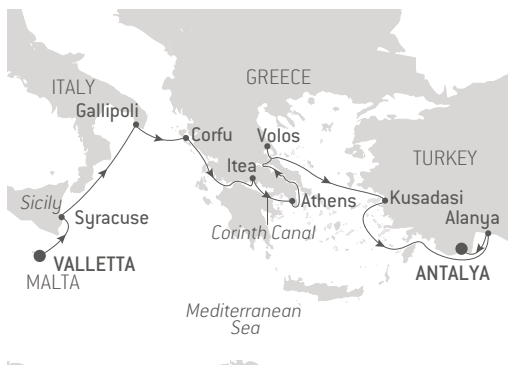 ITALY
GREECE
Gallipoli
Corfu
Volos
Itea
TURKEY
Sicily
Syracuse
Athens
Kusadasi
Alanya
Corinth Canal
VALLETTA
MALTA
ANTALYA
Mediterranean
Sea